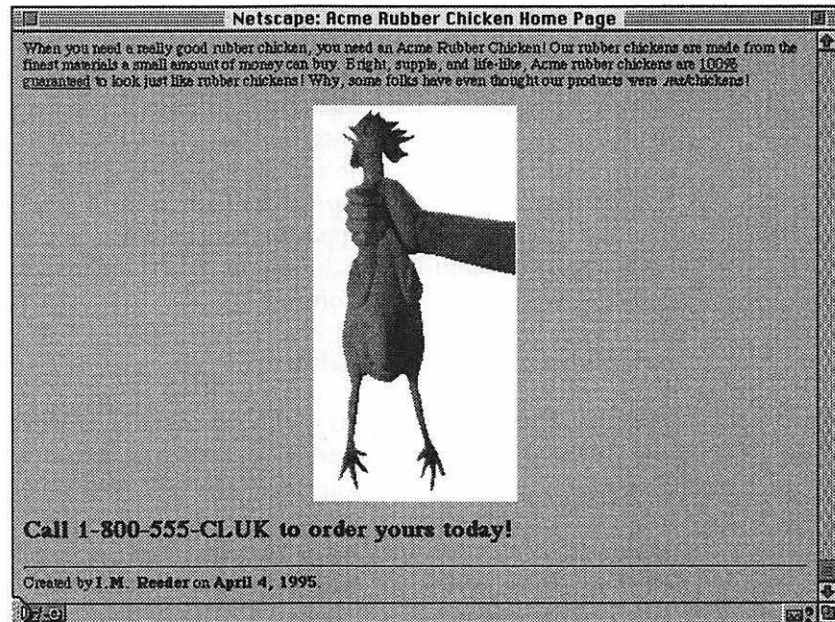 Netscape: Acme Rubber Chicken Home Page
When you need a really good rubber chicken, you need an Acme Rubber Chicken! Our rubber chickens are made from the
finest materials a small amount of money can buy. Bright, supple, and life-like, Acme rubber chickens are 100%
guaranteed to look just like rubber chickens! Why, some folks have even thought our products were real chickens!
Call 1-800-555-CLUK to order yours today!
Created by I.M. Reeder on April 4, 1995.